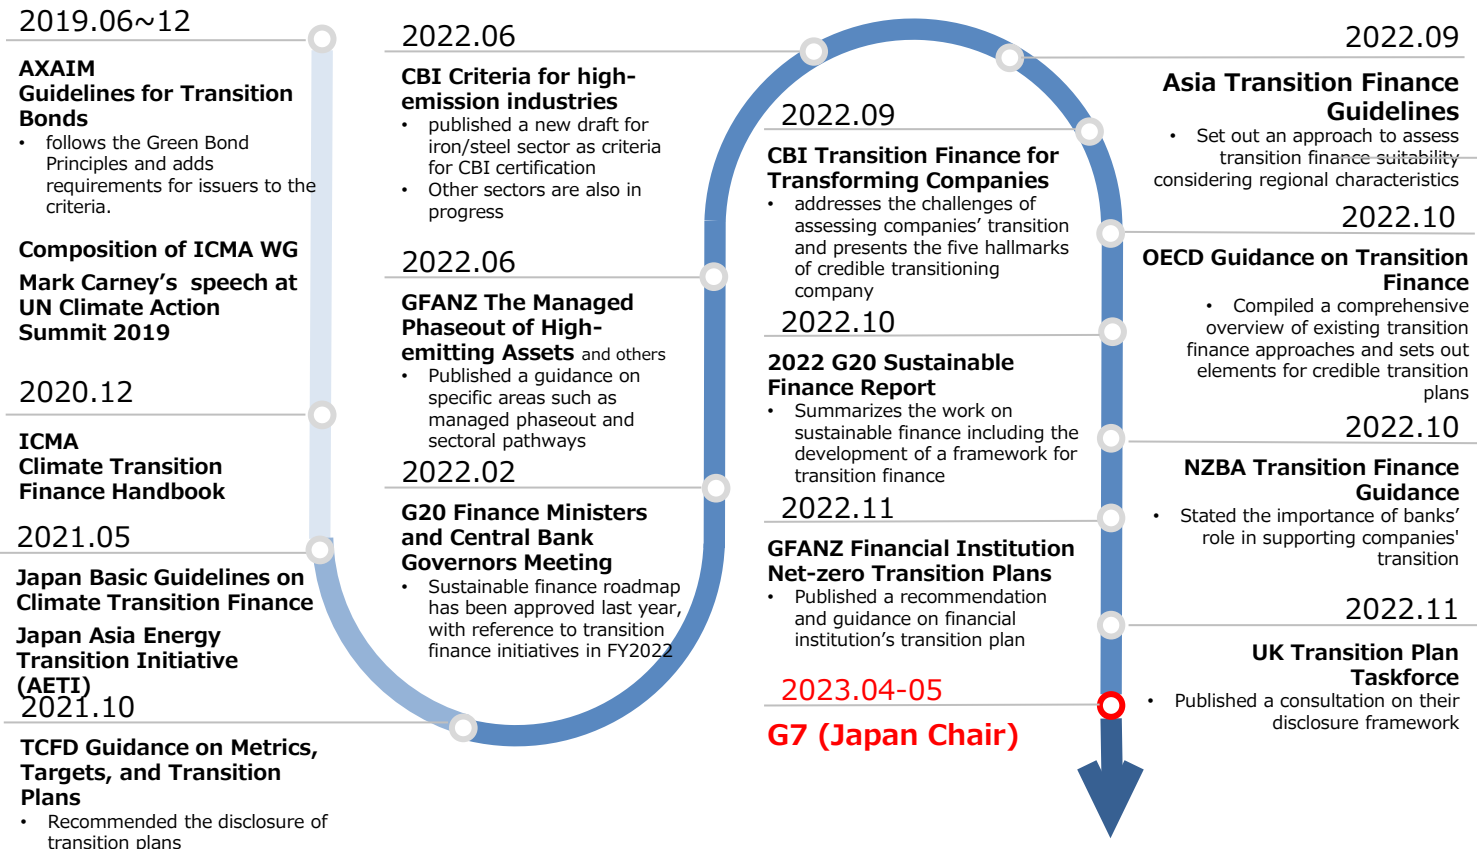 2019.06~12
AXAIM
Guidelines for Transition
Bonds
• follows the Green Bond
Principles and adds
requirements for issuers to the
criteria.
Composition of ICMA WG
Mark Carney's speech at
UN Climate Action
Summit 2019
2020.12
ICMA
Climate Transition
Finance Handbook
2021.05
Japan Basic Guidelines on
Climate Transition Finance
Japan Asia Energy
Transition Initiative
(AETI)
2021.10
TCFD Guidance on Metrics,
Targets, and Transition
Plans
• Recommended the disclosure of
transition plans
2022.06
CBI Criteria for high-
emission industries
• published a new draft for
iron/steel sector as criteria
for CBI certification
• Other sectors are also in
progress
2022.06
GFANZ The Managed
Phaseout of High-
emitting Assets and others
• Published a guidance on
specific areas such as
managed phaseout and
sectoral pathways
2022.02
G20 Finance Ministers
and Central Bank
Governors Meeting
• Sustainable finance roadmap
has been approved last year,
with reference to transition
finance initiatives in FY2022
2022.09
CBI Transition Finance for
Transforming Companies
• addresses the challenges of
assessing companies' transition
and presents the five hallmarks
of credible transitioning
company
2022.10
2022 G20 Sustainable
Finance Report
• Summarizes the work on
sustainable finance including the
development of a framework for
transition finance
2022.11
GFANZ Financial Institution
Net-zero Transition Plans
• Published a recommendation
and guidance on financial
institution's transition plan
2023.04-05
G7 (Japan Chair)
2022.09
Asia Transition Finance
Guidelines
• Set out an approach to assess
transition finance suitability
considering regional characteristics
2022.10
OECD Guidance on Transition
Finance
• Compiled a comprehensive
overview of existing transition
finance approaches and sets out
elements for credible transition
plans
2022.10
NZBA Transition Finance
Guidance
• Stated the importance of banks'
role in supporting companies'
transition
2022.11
UK Transition Plan
Taskforce
• Published a consultation on their
disclosure framework